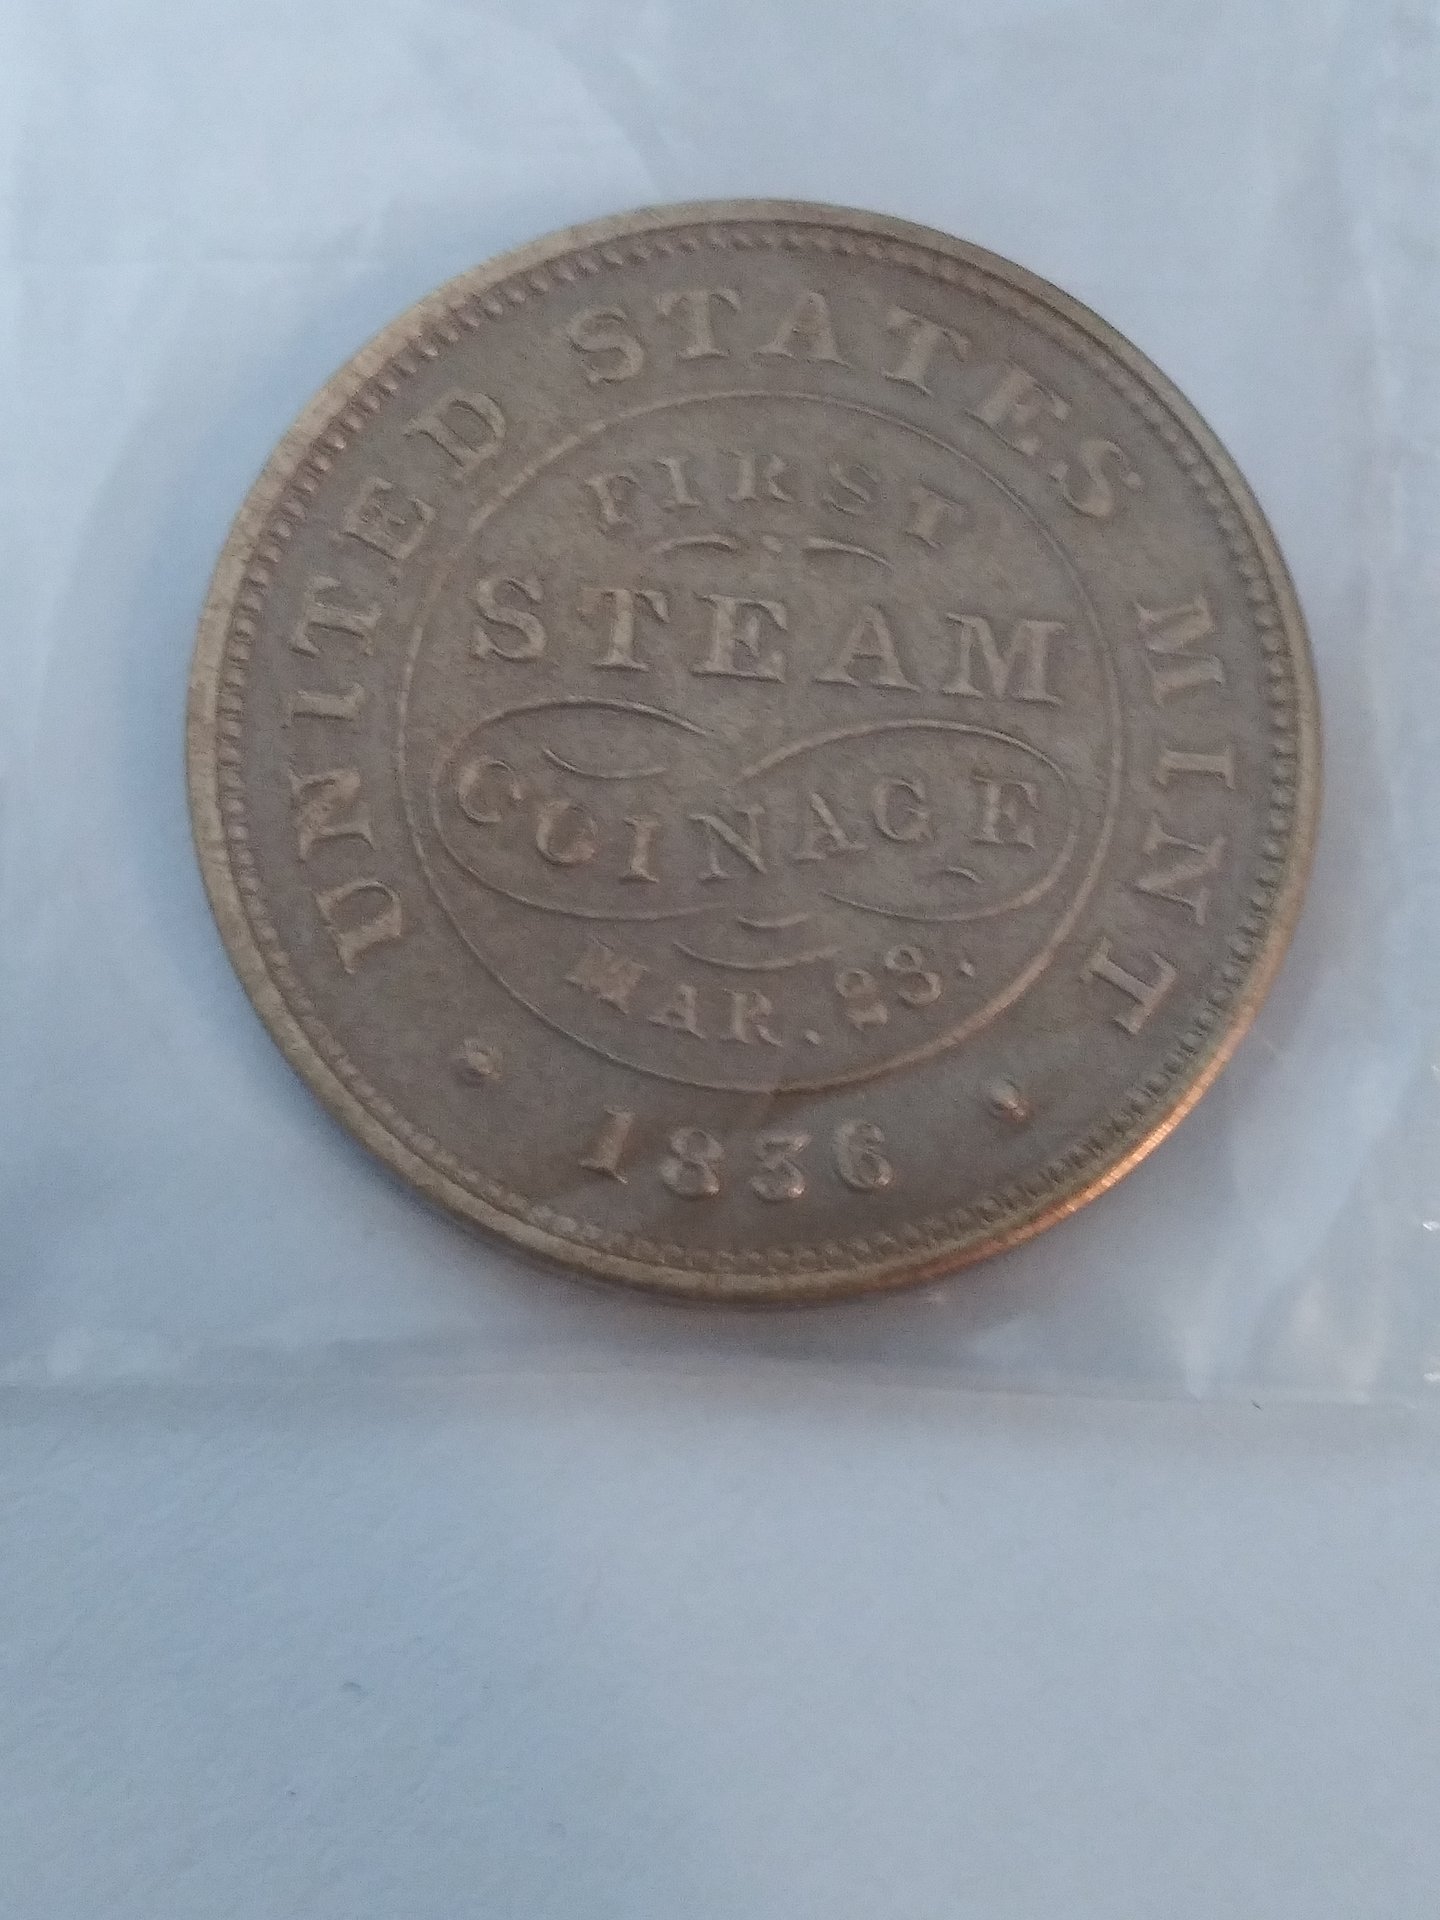 UNITED STATES MINT
FIRST
STEAM
COINAGE
MAR. 23.
1836